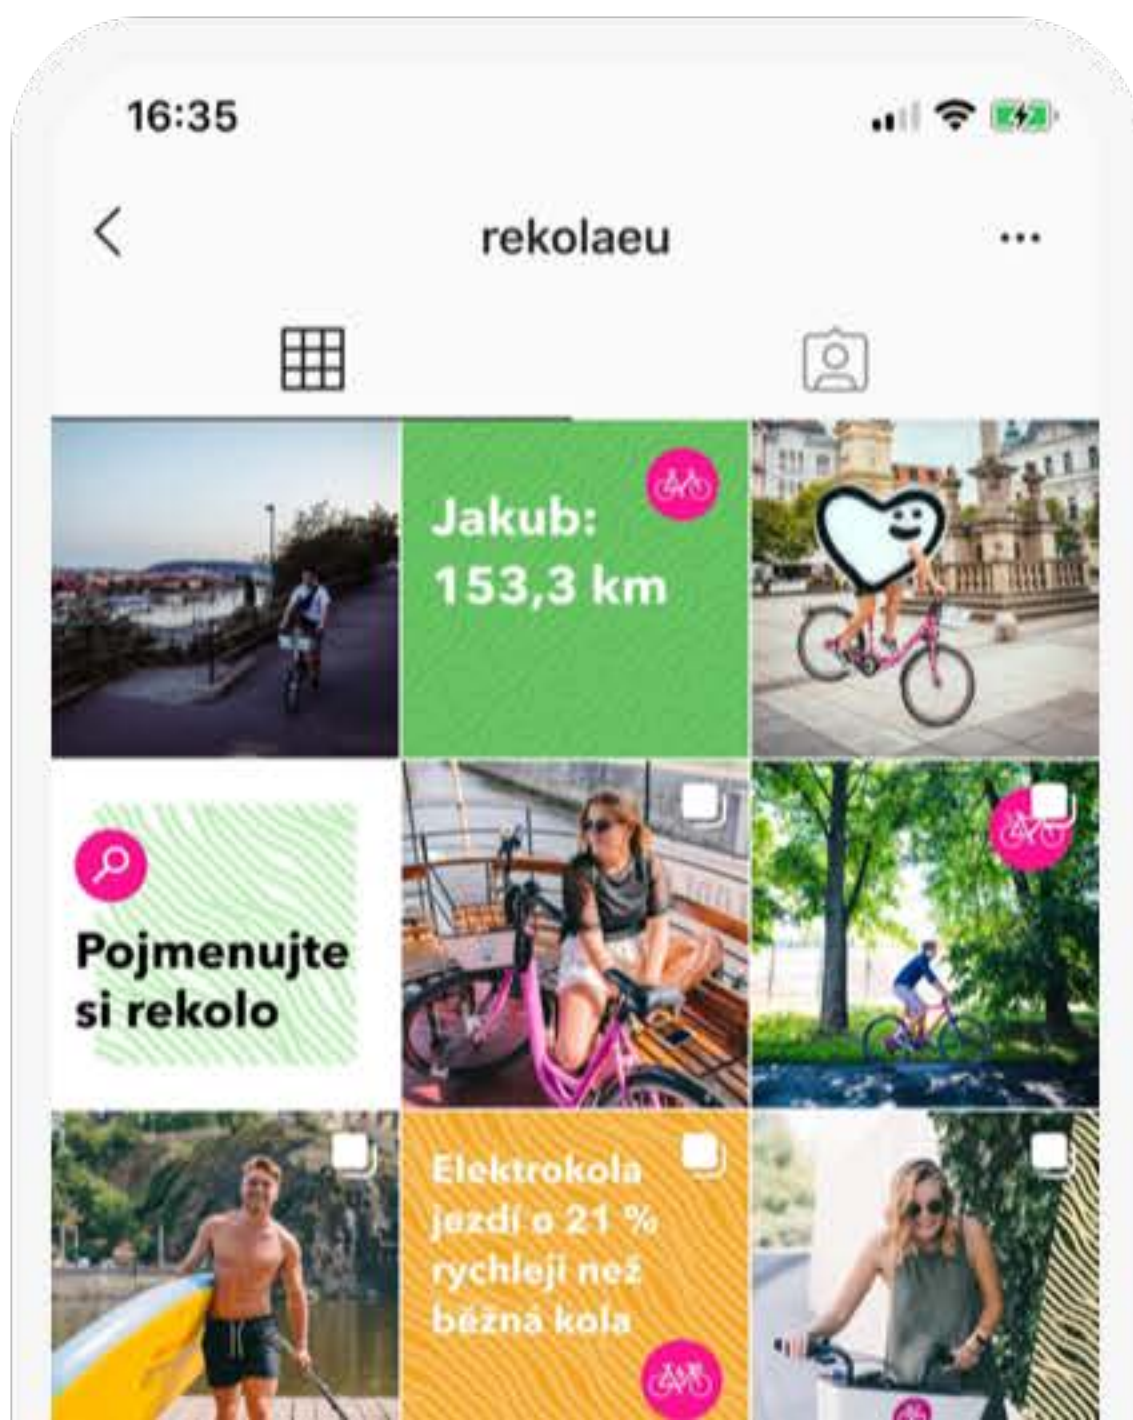 16:35
rekolaeu
Jakub:
153,3 km
Pojmenujte
si rekolo
Elektrokola
jezdí o 21 %
rychleji než
běžná kola